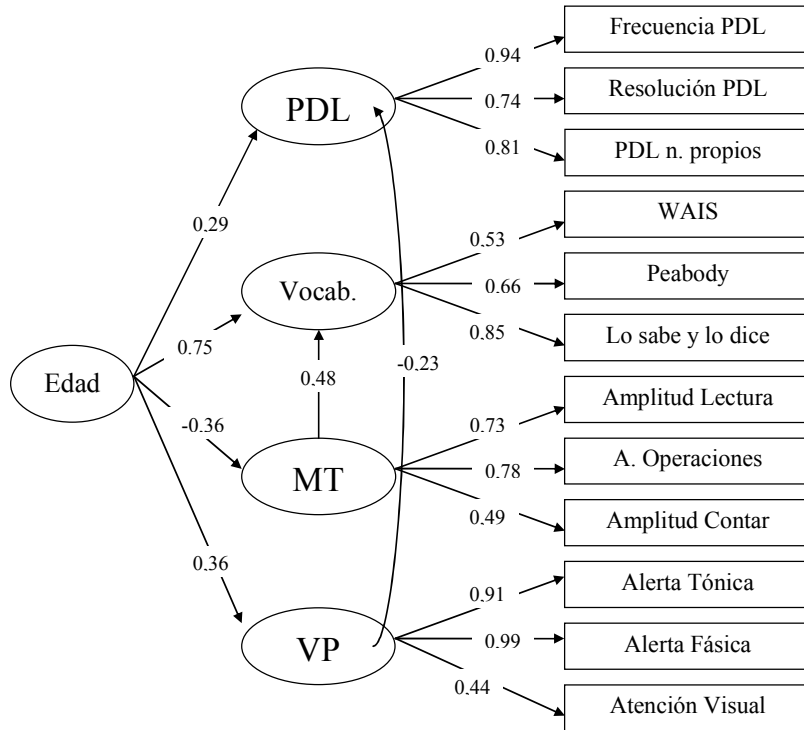 Frecuencia PDL
0.94
PDL
0.74
Resolución PDL
0.81
PDL n. propios
0.29
WAIS
0.53
Vocab.
0.66
Peabody
0.75
0.85
Lo sabe y lo dice
Edad
0.48
-0.23
-0.36
Amplitud Lectura
0.73
MT
0.78
A. Operaciones
0.49
Amplitud Contar
0.36
Alerta Tónica
0.91
VP
0.99
Alerta Fásica
0.44
Atención Visual